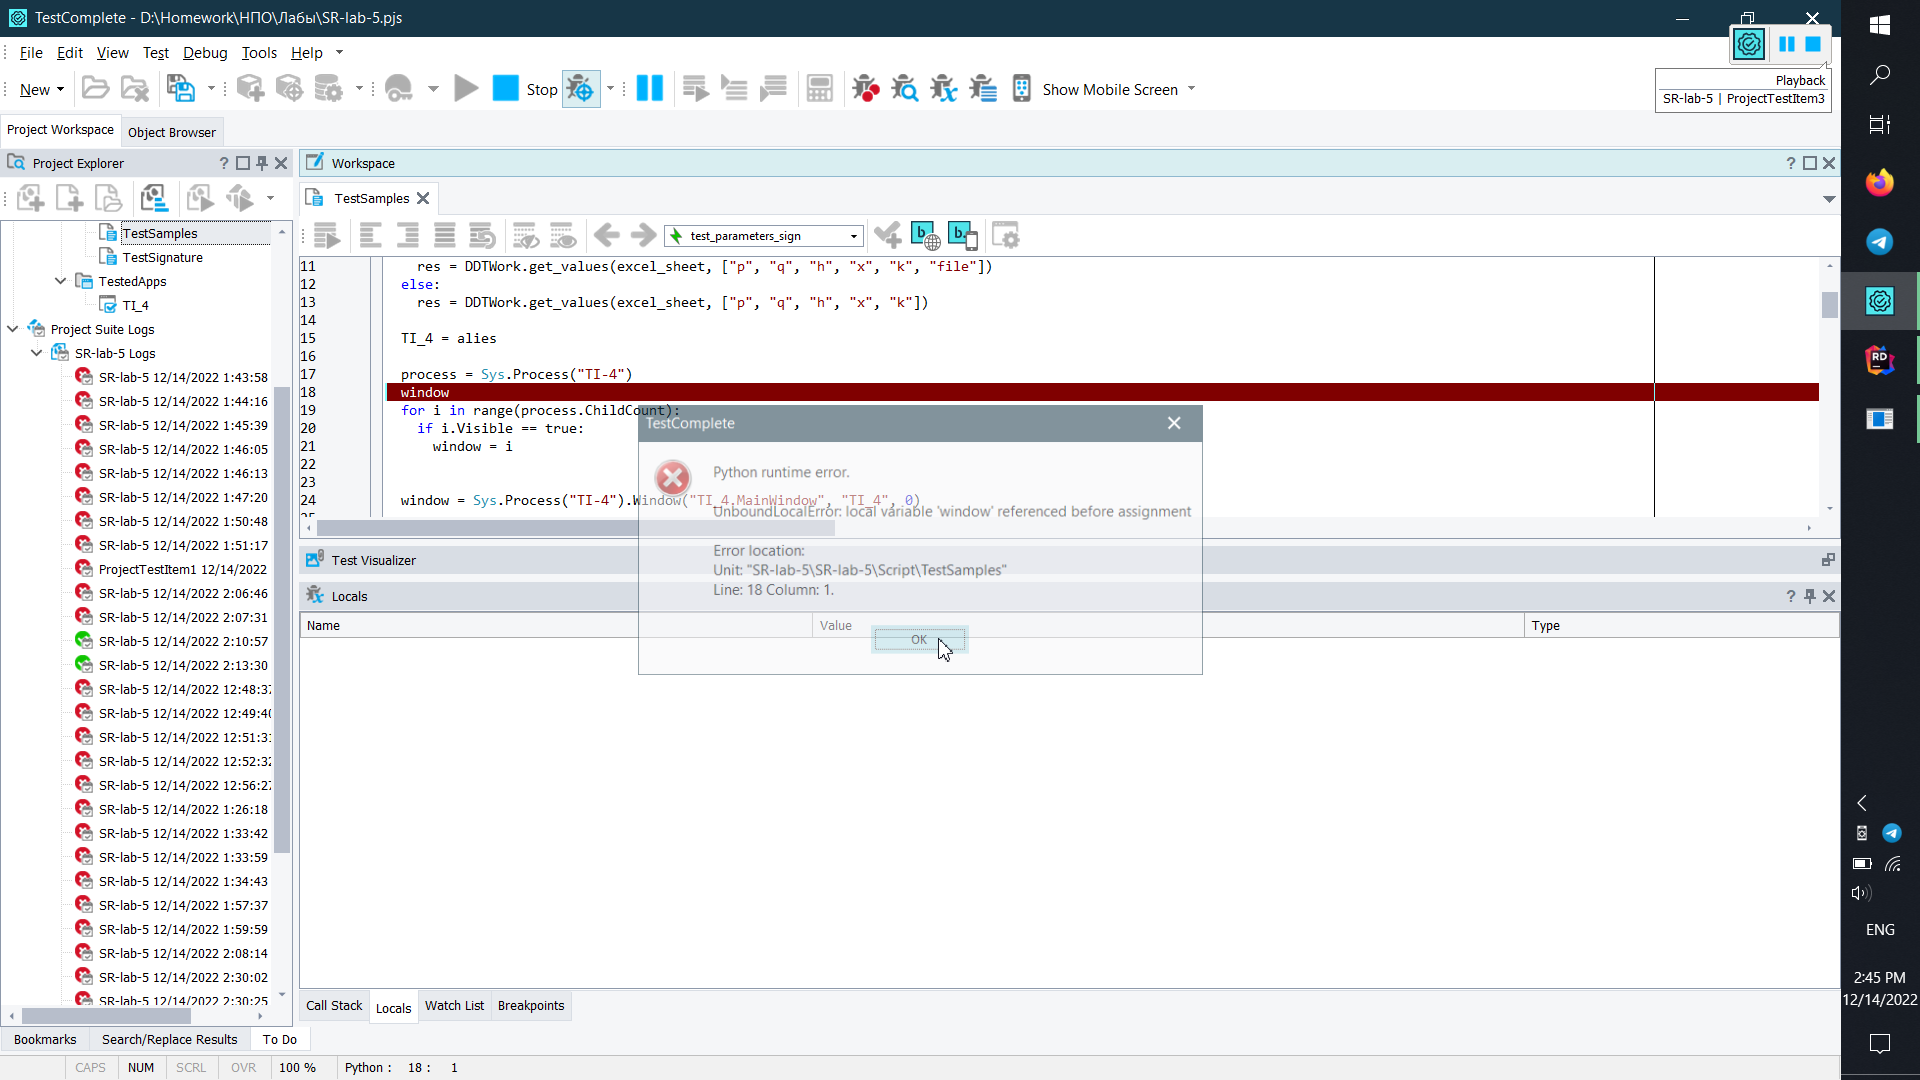 TestComplete - D:\Homework\НПО\Лабы\SR-lab-5.pjs
File Edit View Test Debug Tools Help
New Stop Show Mobile Screen
Playback
SR-lab-5 | ProjectTestItem3
Project Workspace Object Browser
Project Explorer
Workspace
TestSamples
test_parameters_sign
TestSamples
TestSignature
TestedApps
TI_4
Project Suite Logs
SR-lab-5 Logs
SR-lab-5 12/14/2022 1:43:58
SR-lab-5 12/14/2022 1:44:16
SR-lab-5 12/14/2022 1:45:39
SR-lab-5 12/14/2022 1:46:05
SR-lab-5 12/14/2022 1:46:13
SR-lab-5 12/14/2022 1:47:20
SR-lab-5 12/14/2022 1:50:48
SR-lab-5 12/14/2022 1:51:17
ProjectTestItem1 12/14/2022
SR-lab-5 12/14/2022 2:06:46
SR-lab-5 12/14/2022 2:07:31
SR-lab-5 12/14/2022 2:10:57
SR-lab-5 12/14/2022 2:13:30
SR-lab-5 12/14/2022 12:48:37
SR-lab-5 12/14/2022 12:49:40
SR-lab-5 12/14/2022 12:51:31
SR-lab-5 12/14/2022 12:52:32
SR-lab-5 12/14/2022 12:56:27
SR-lab-5 12/14/2022 1:26:18
SR-lab-5 12/14/2022 1:33:42
SR-lab-5 12/14/2022 1:33:59
SR-lab-5 12/14/2022 1:34:43
SR-lab-5 12/14/2022 1:57:37
SR-lab-5 12/14/2022 1:59:59
SR-lab-5 12/14/2022 2:08:14
SR-lab-5 12/14/2022 2:30:02
SR-lab-5 12/14/2022 2:30:25
11 res = DDTWork.get_values(excel_sheet, ["p", "q", "h", "x", "k", "file"])
12 else:
13 res = DDTWork.get_values(excel_sheet, ["p", "q", "h", "x", "k"])
14
15 TI_4 = alies
16
17 process = Sys.Process("TI-4")
18 window
19 for i in range(process.ChildCount):
20 if i.Visible == true:
21 window = i
22
23
24 window = Sys.Process("TI-4").Window("TI_4.MainWindow", "TI_4", 0)
25
TestComplete
Python runtime error.
UnboundLocalError: local variable 'window' referenced before assignment
Error location:
Unit: "SR-lab-5\SR-lab-5\Script\TestSamples"
Line: 18 Column: 1.
OK
Test Visualizer
Locals
Name Value Type
Call Stack Locals Watch List Breakpoints
Bookmarks Search/Replace Results To Do
CAPS NUM SCRL OVR 100 % Python : 18 : 1
b
b
RD
ENG
2:45 PM
12/14/2022